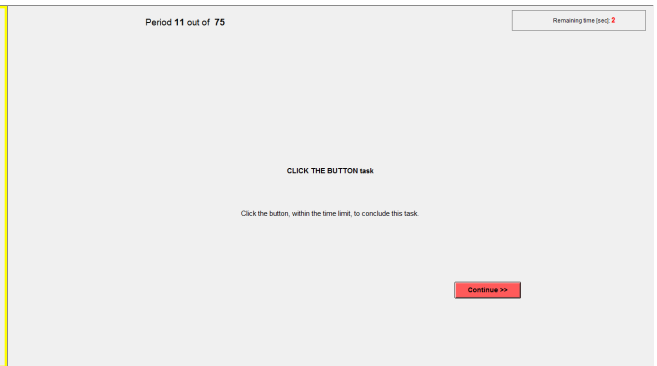 Period 11 out of 75
Remaining time [sec]: 2
CLICK THE BUTTON task
Click the button, within the time limit, to conclude this task.
Continue >>